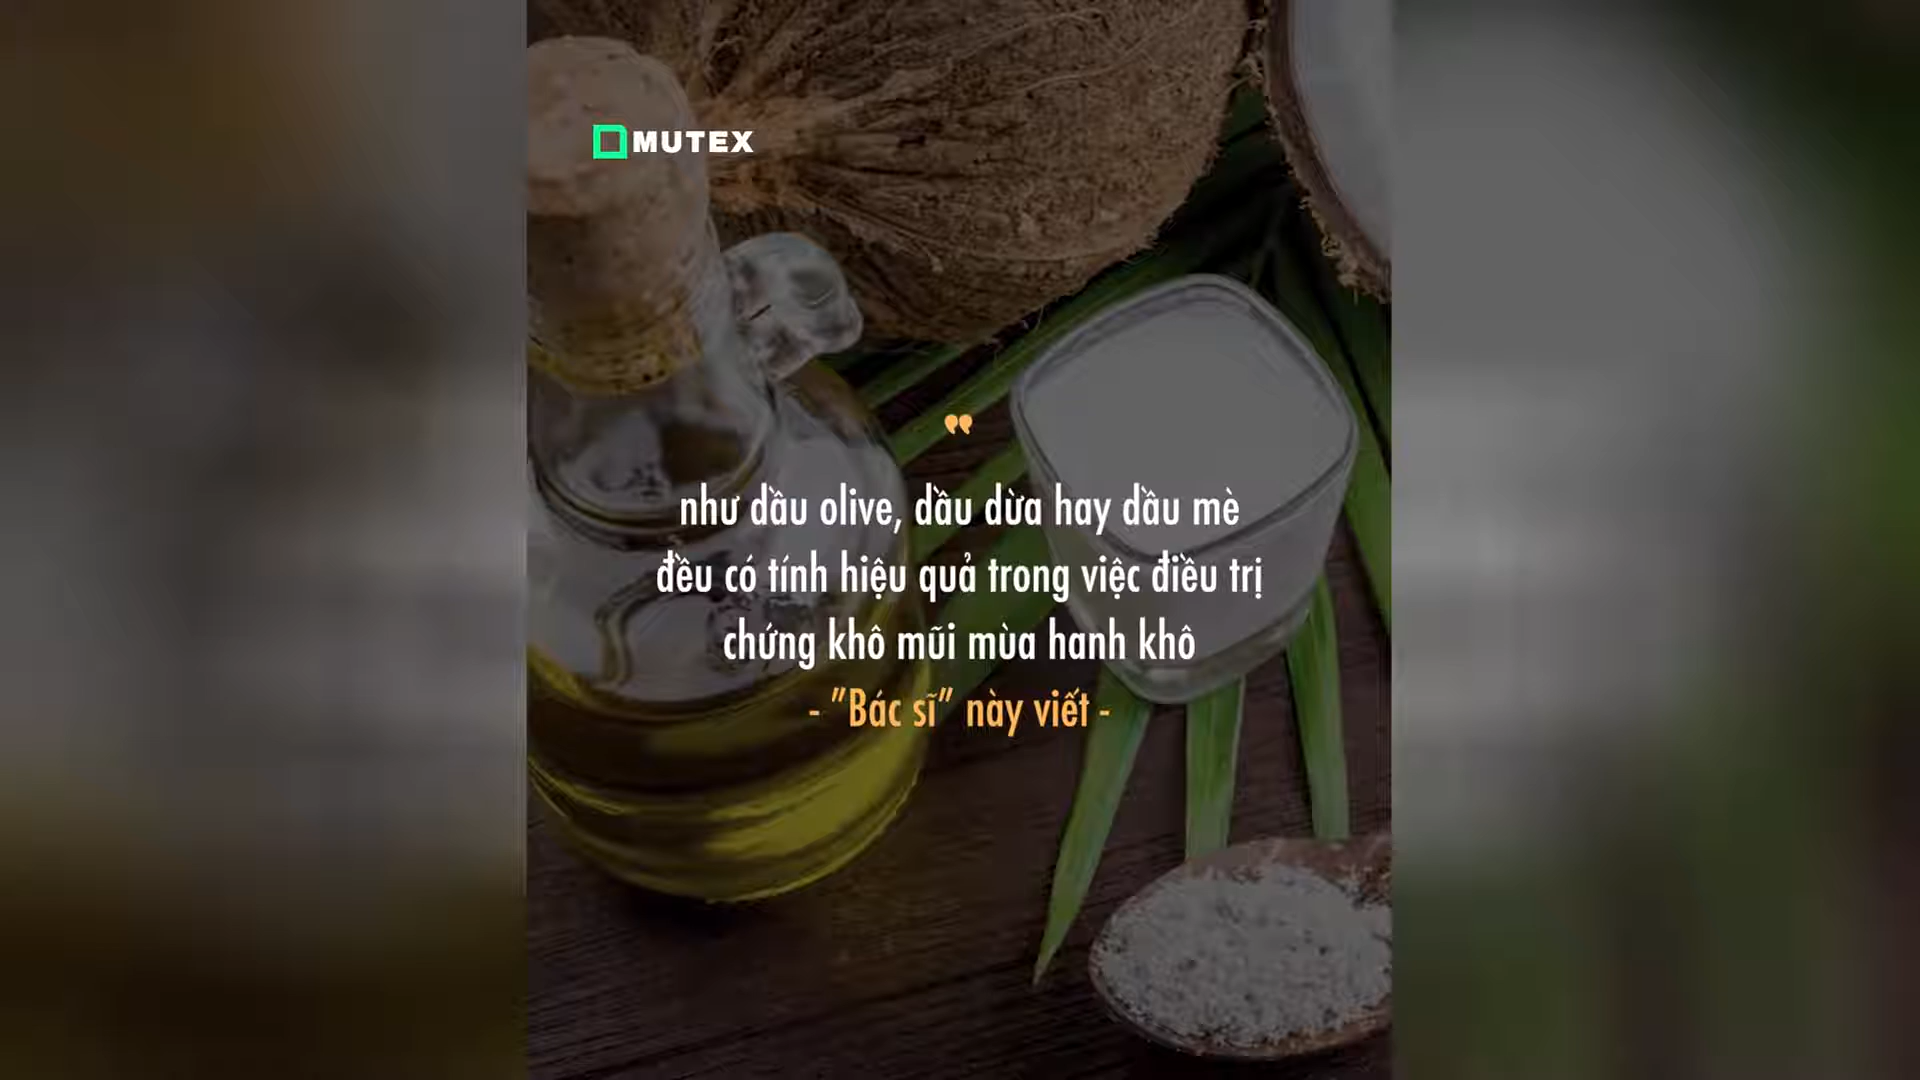 MUTEX
❞
như dầu olive, dầu dừa hay dầu mè
đều có tính hiệu quả trong việc điều trị
chứng khô mũi mùa hanh khô
- ”Bác sĩ” này viết -